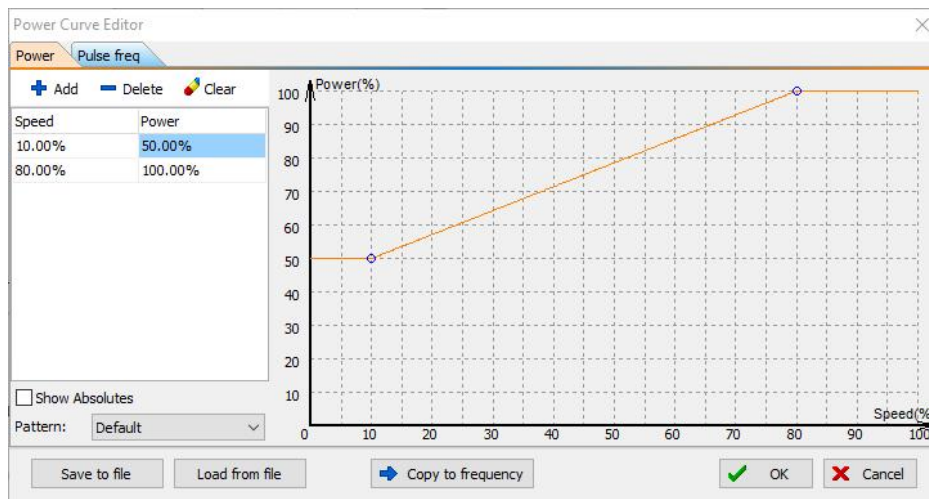 Power Curve Editor
Power Pulse freq
Add Delete Clear
Speed Power
10.00% 50.00%
80.00% 100.00%
Show Absolutes
Pattern: Default
Power(%)
100
90
80
70
60
50
40
30
20
10
Speed(%
0 10 20 30 40 50 60 70 80 90 100
Save to file Load from file Copy to frequency OK Cancel